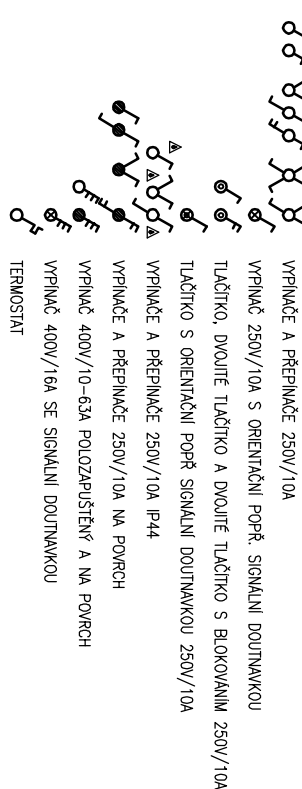 VYPÍNAČE A PŘEPÍNAČE 250V/10A
VYPÍNAČ 250V/10A S ORIENTAČNÍ POPŘ. SIGNÁLNÍ DOUTNAVKOU
TLAČÍTKO, DVOJITÉ TLAČÍTKO A DVOJITÉ TLAČÍTKO S BLOKOVÁNÍM 250V/10A
TLAČÍTKO S ORIENTAČNÍ POPŘ SIGNÁLNÍ DOUTNAVKOU 250V/10A
VYPÍNAČE A PŘEPÍNAČE 250V/10A IP44
VYPÍNAČE A PŘEPÍNAČE 250V/10A NA POVRCH
VYPÍNAČ 400V/10-63A POLOZAPUŠTĚNÝ A NA POVRCH
VYPÍNAČ 400V/16A SE SIGNÁLNÍ DOUTNAVKOU
TERMOSTAT